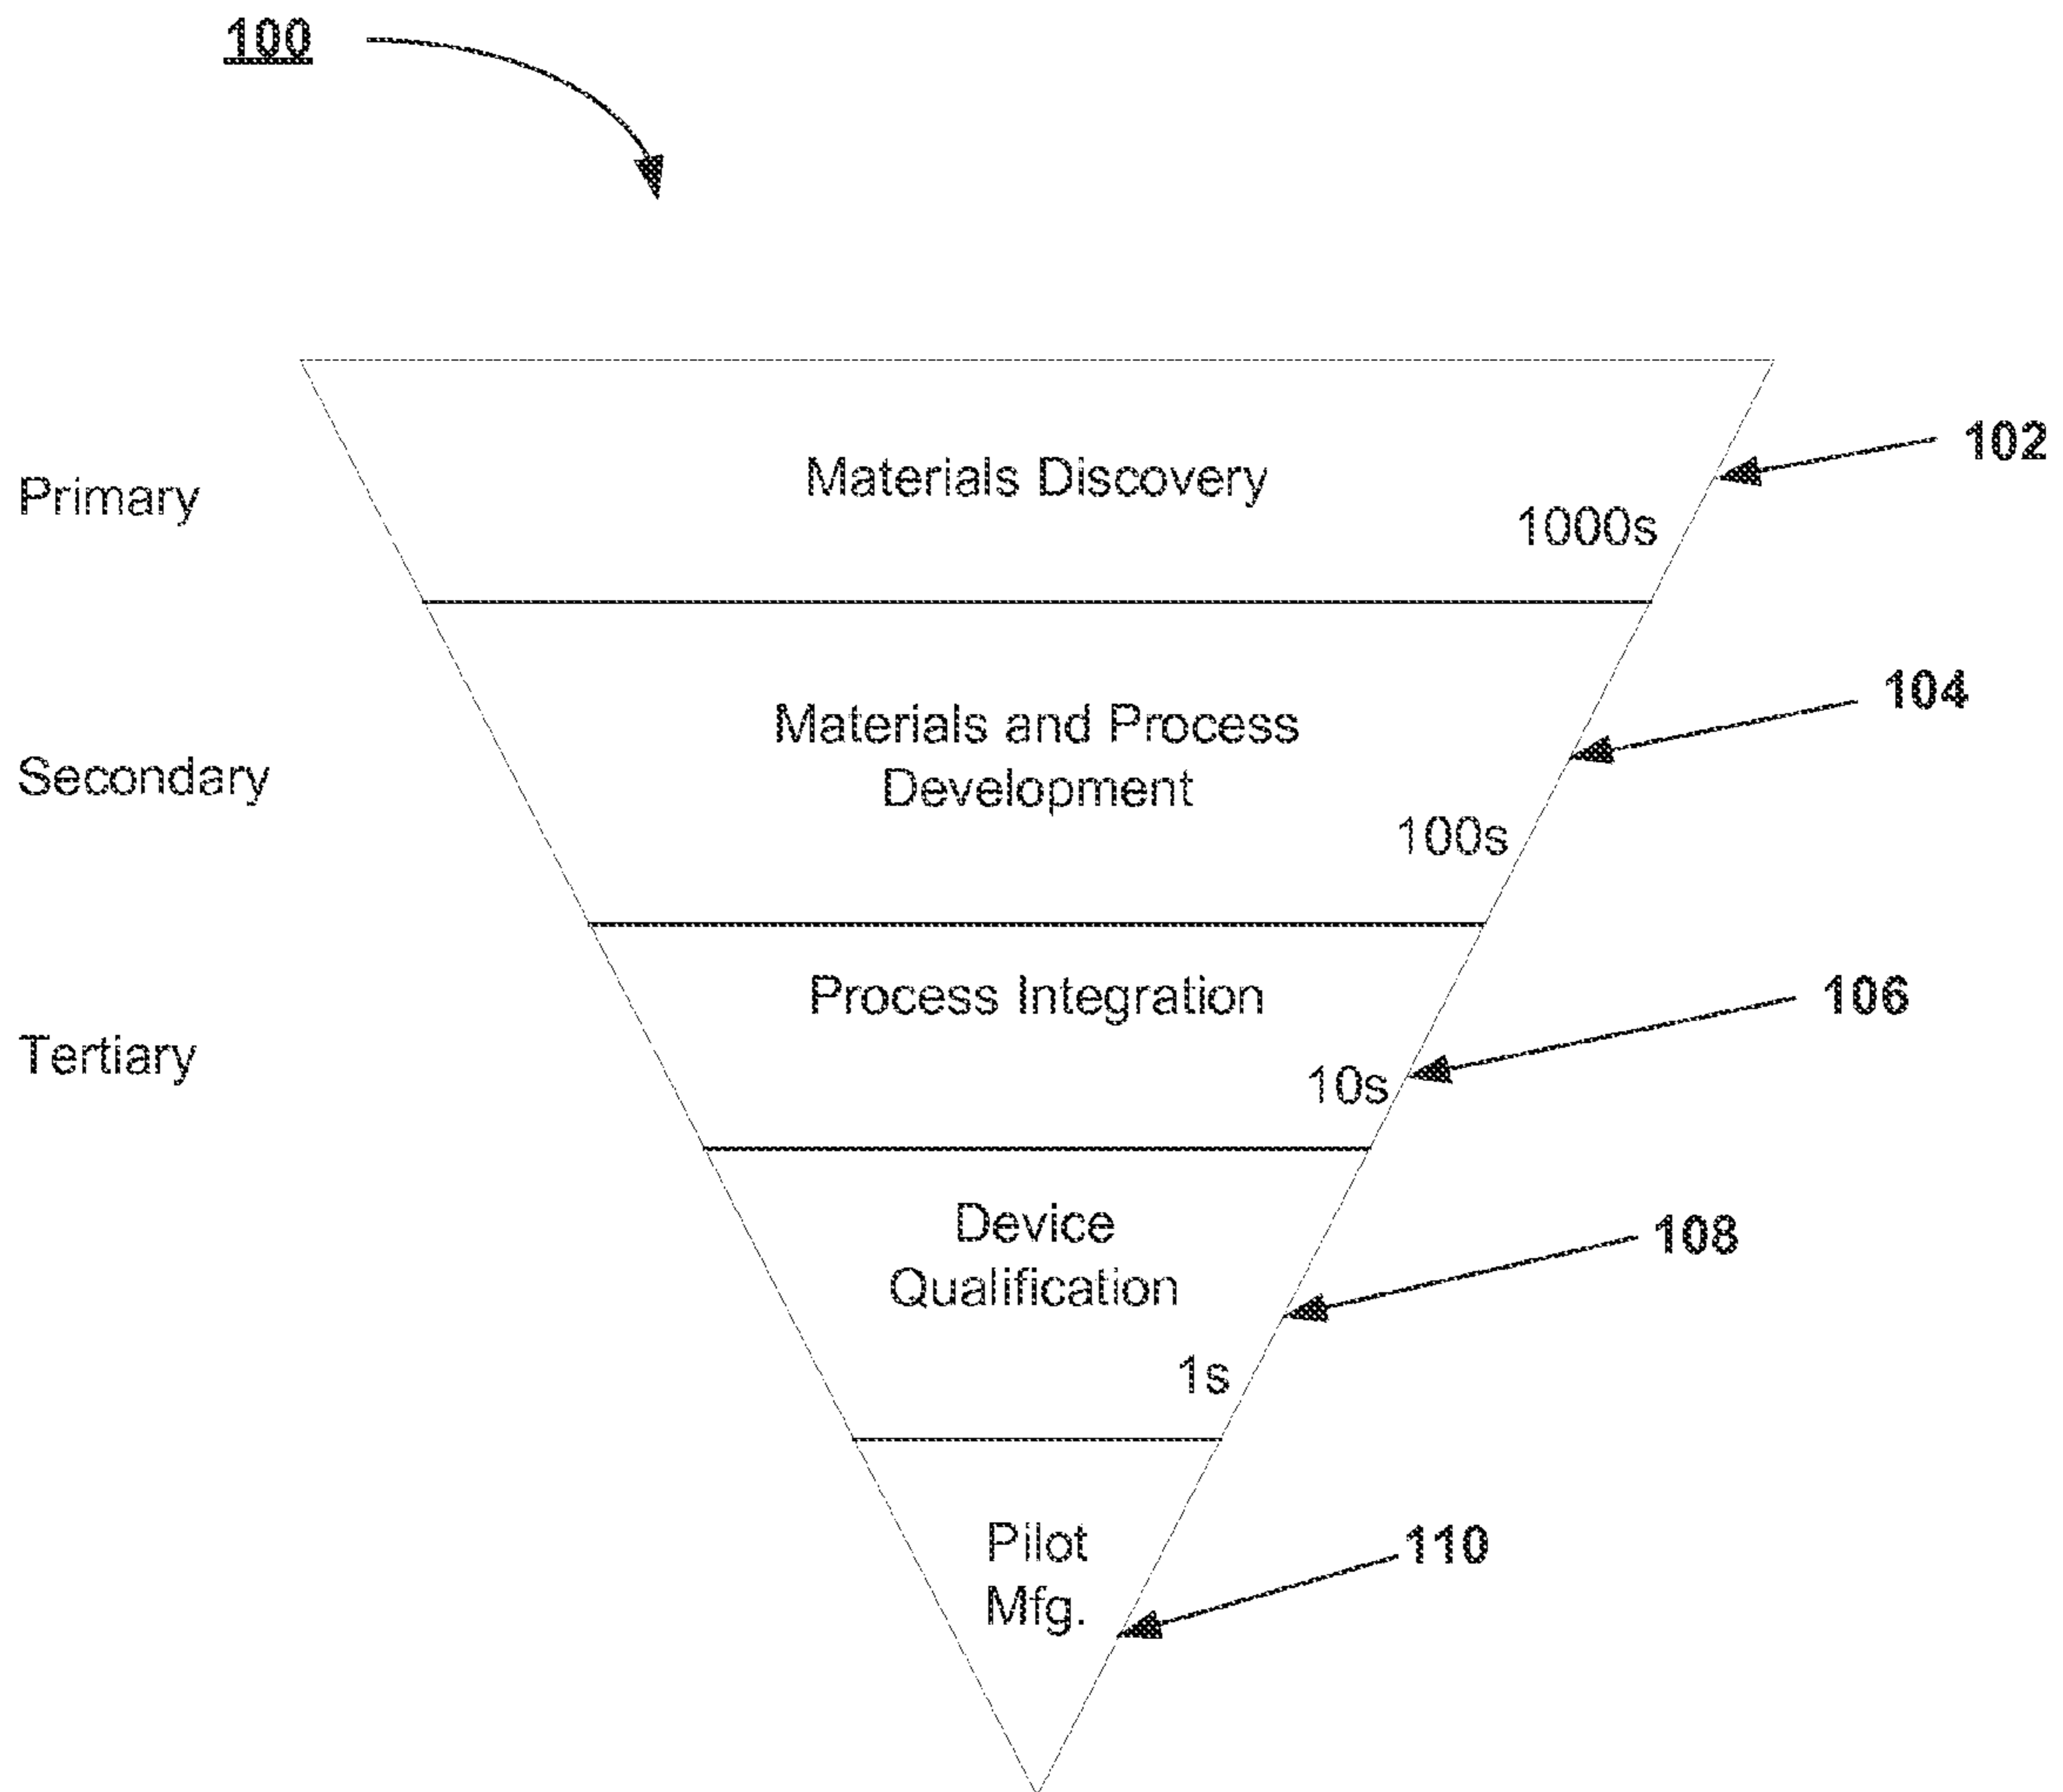 100
102
Materials Discovery
Primary
1000s
104
Materials and Process
Secondary
Development
100s
Process Integration
106
Tertiary
10s
Device
108
Qualification
1s
Pilot
110
Mfg.